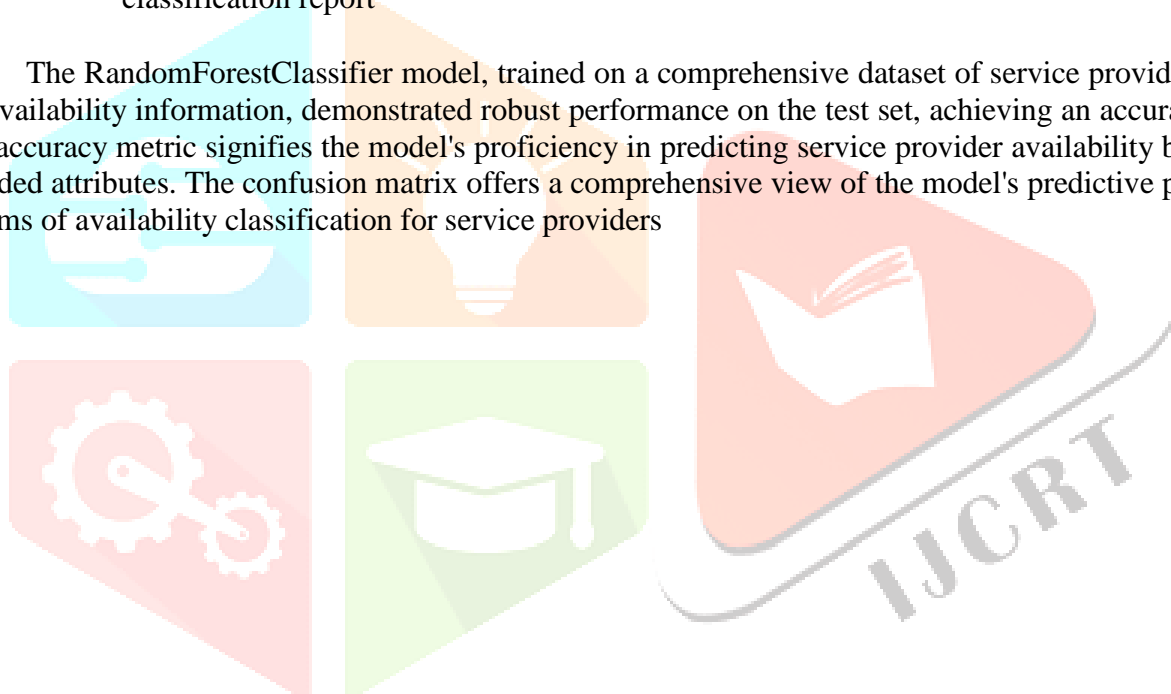 classification report
The RandomForestClassifier model, trained on a comprehensive dataset of service provid
vailability information, demonstrated robust performance on the test set, achieving an accura
accuracy metric signifies the model's proficiency in predicting service provider availability b
ded attributes. The confusion matrix offers a comprehensive view of the model's predictive p
ms of availability classification for service providers
IJCRT